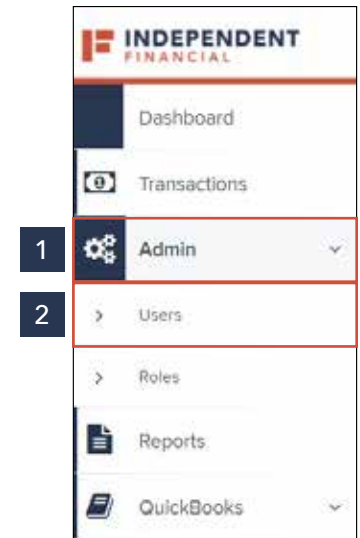 INDEPENDENT
FINANCIAL
Dashboard
Transactions
1 Admin
2 Users
Roles
Reports
QuickBooks